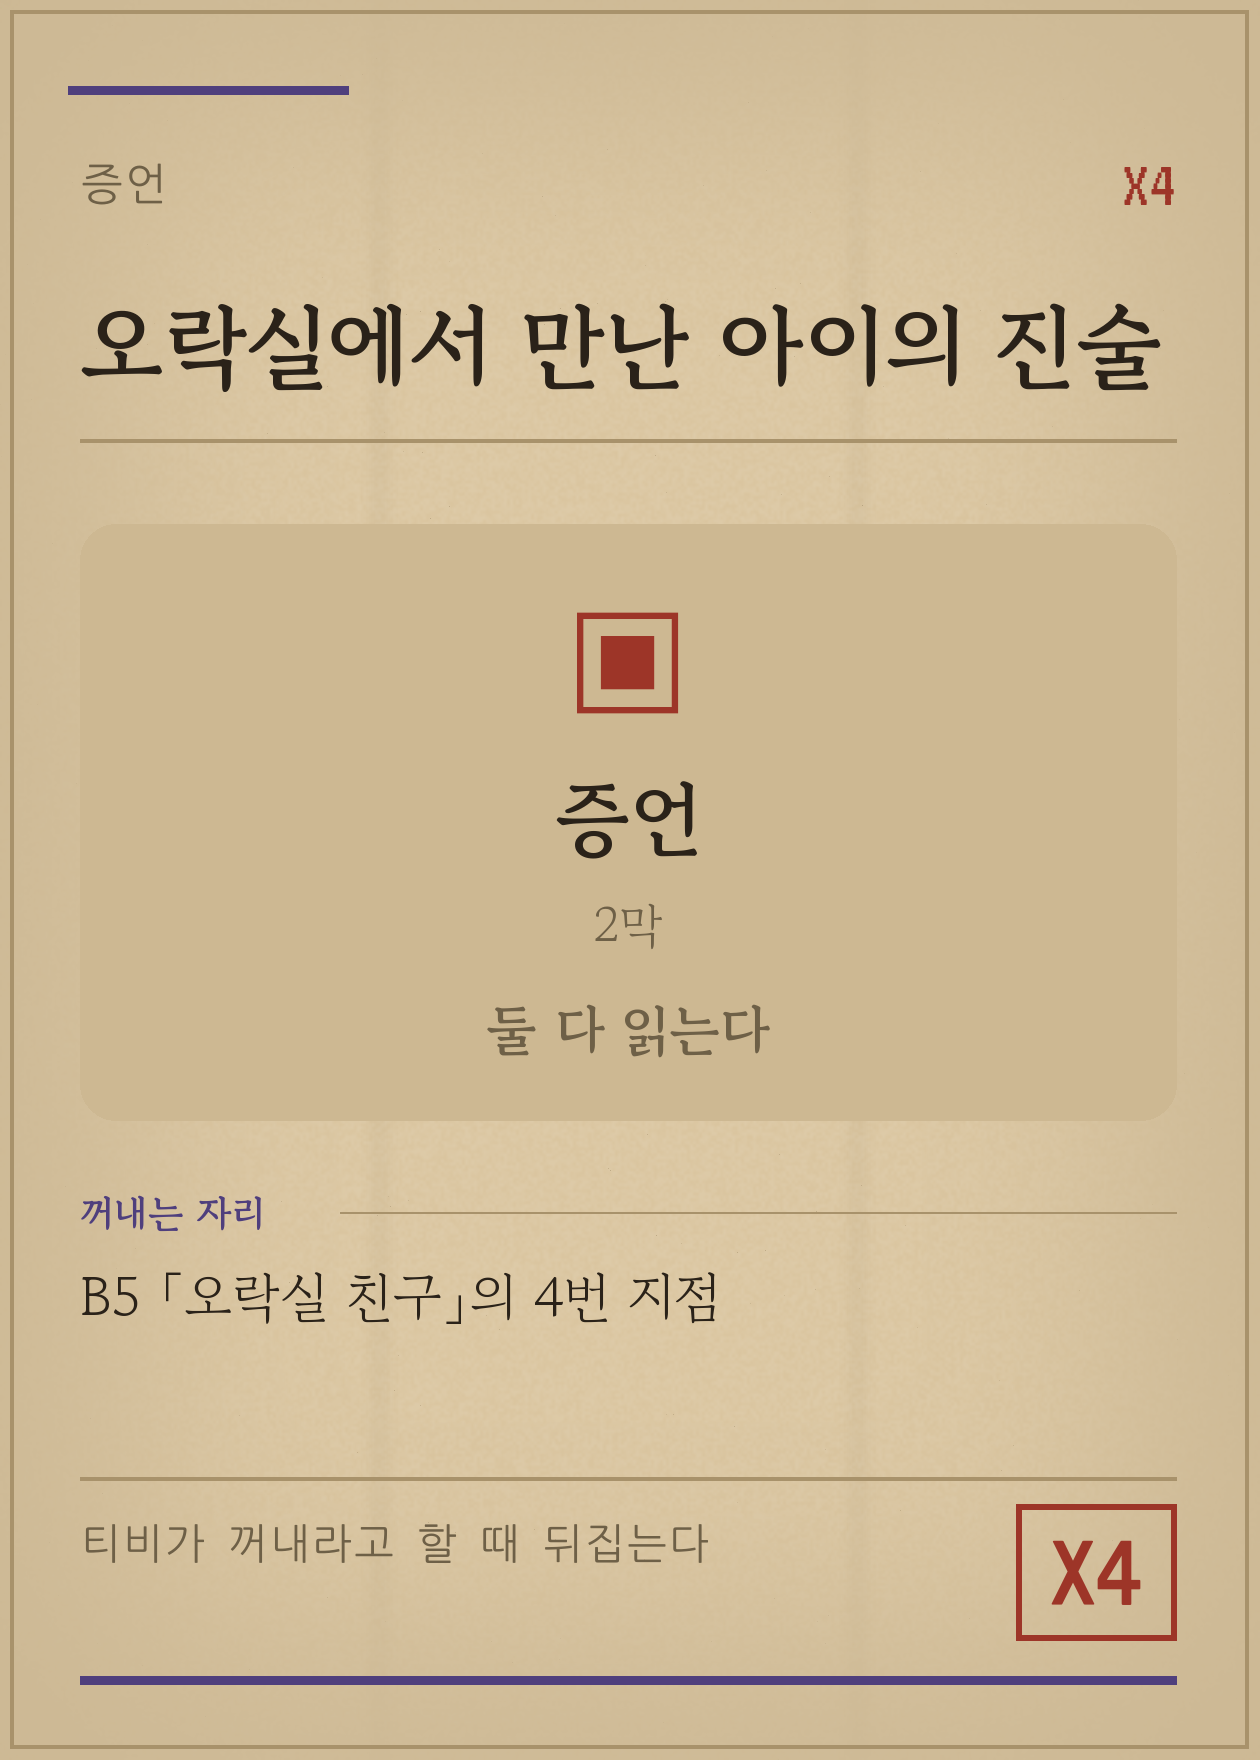 증언
X4
오락실에서 만난 아이의 진술
증언
2막
둘 다 읽는다
꺼내는 자리
B5 「오락실 친구」의 4번 지점
티비가 꺼내라고 할 때 뒤집는다
X4